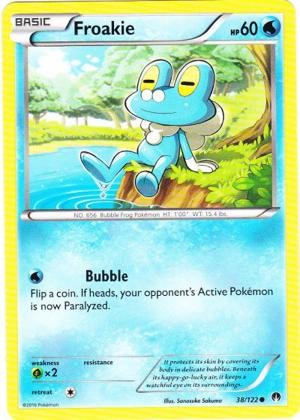 BASIC
Froakie
HP60
NO. 656 Bubble Frog Pokémon HT. 1'00" WT. 15.4 lbs.
Bubble
Flip a coin. If heads, your opponent's Active Pokémon
is now Paralyzed.
weakness
×2
resistance
retreat
It protects its skin by covering its
body in delicate bubbles. Beneath
its happy-go-lucky air, it keeps a
watchful eye on its surroundings.
Illus. Sanosuke Sakuma
38/122
©2016 Pokémon